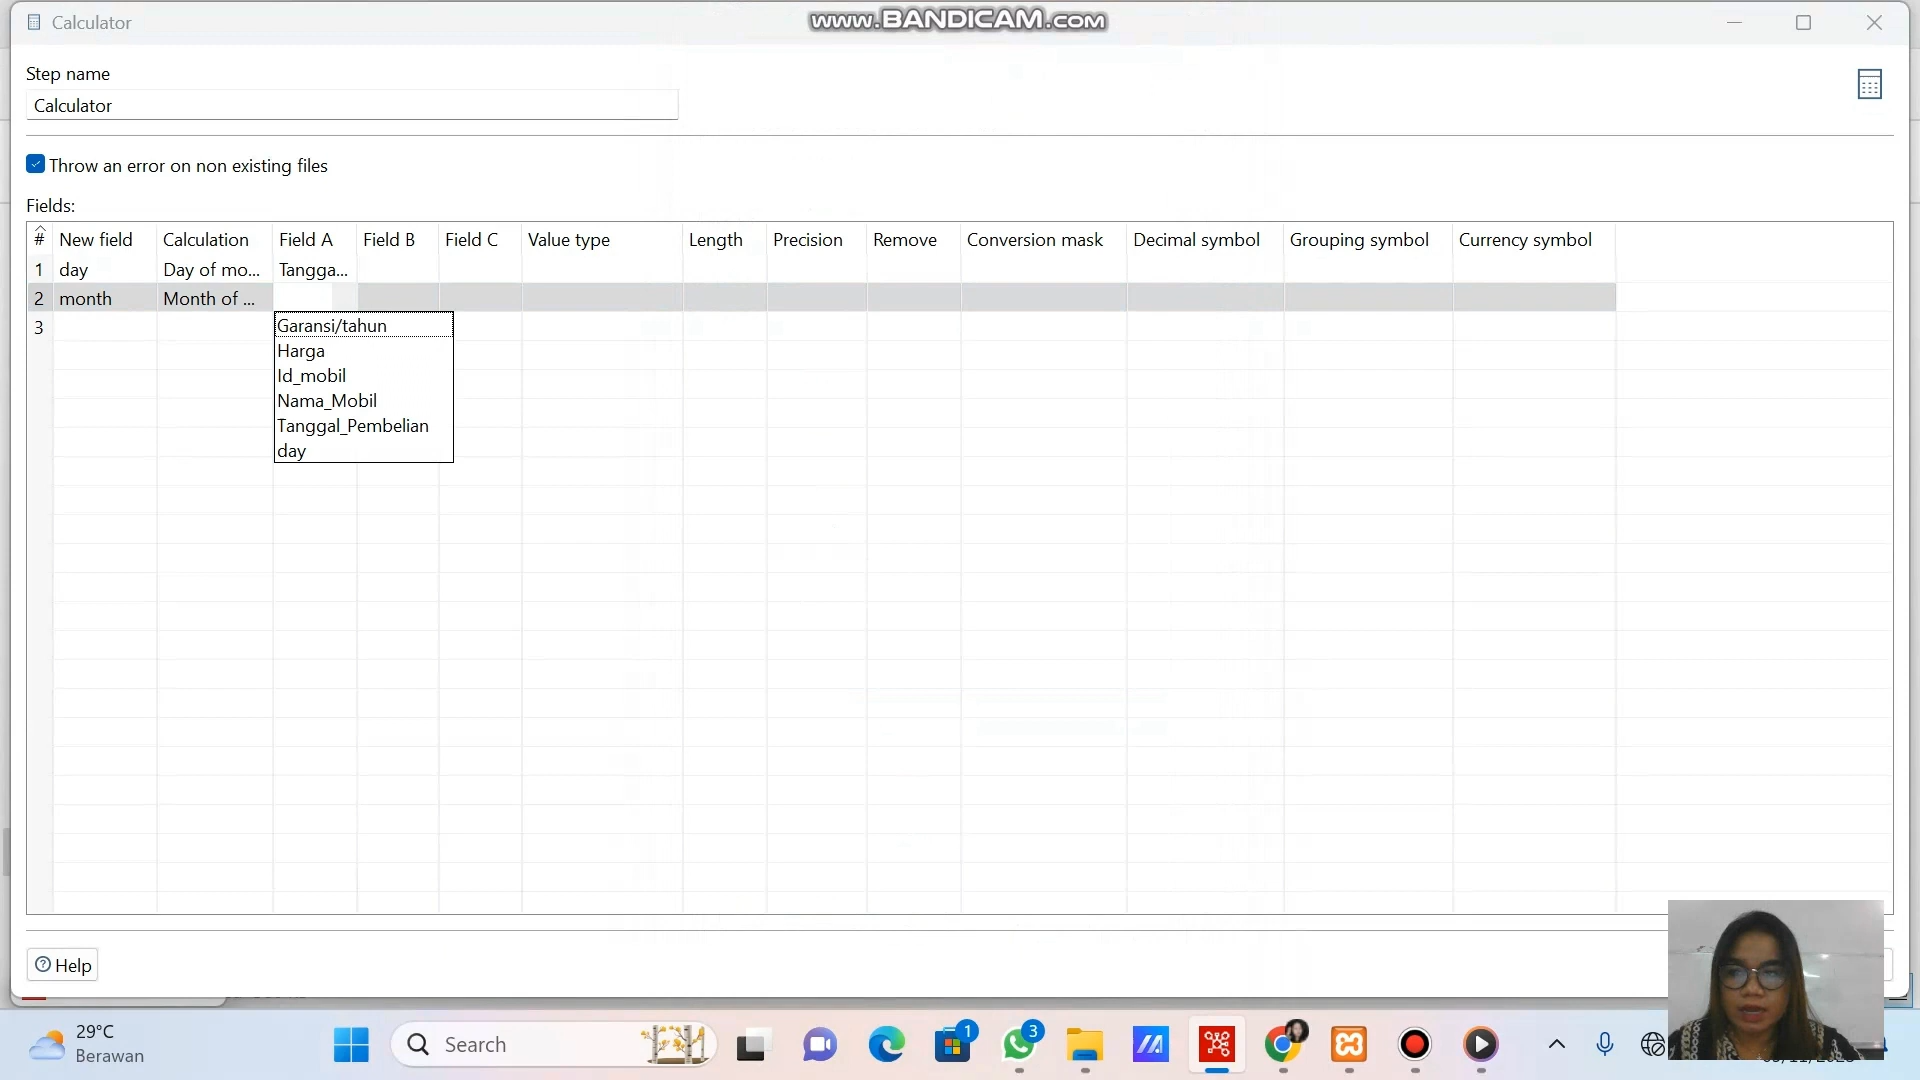 Calculator
www.BANDICAM.com
Step name
Calculator
Throw an error on non existing files
Fields:
# New field Calculation Field A Field B Field C Value type Length Precision Remove Conversion mask Decimal symbol Grouping symbol Currency symbol
1 day Day of mo... Tangga...
2 month Month of ...
3
Garansi/tahun
Harga
Id_mobil
Nama_Mobil
Tanggal_Pembelian
day
Help
29°C
Berawan
Search
1
3